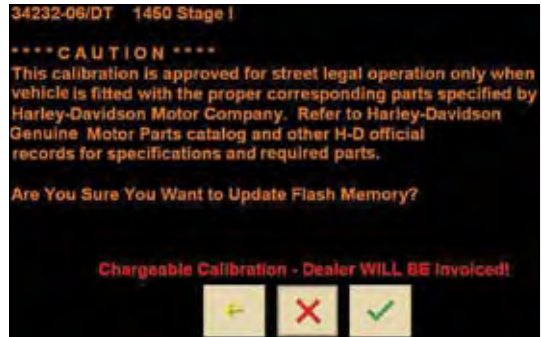 34232-06/DT 1450 Stage I
****CAUTION****
This calibration is approved for street legal operation only when
vehicle is fitted with the proper corresponding parts specified by
Harley-Davidson Motor Company. Refer to Harley-Davidson
Genuine Motor Parts catalog and other H-D official
records for specifications and required parts.
Are You Sure You Want to Update Flash Memory?
Chargeable Calibration - Dealer WILL BE Invoiced!